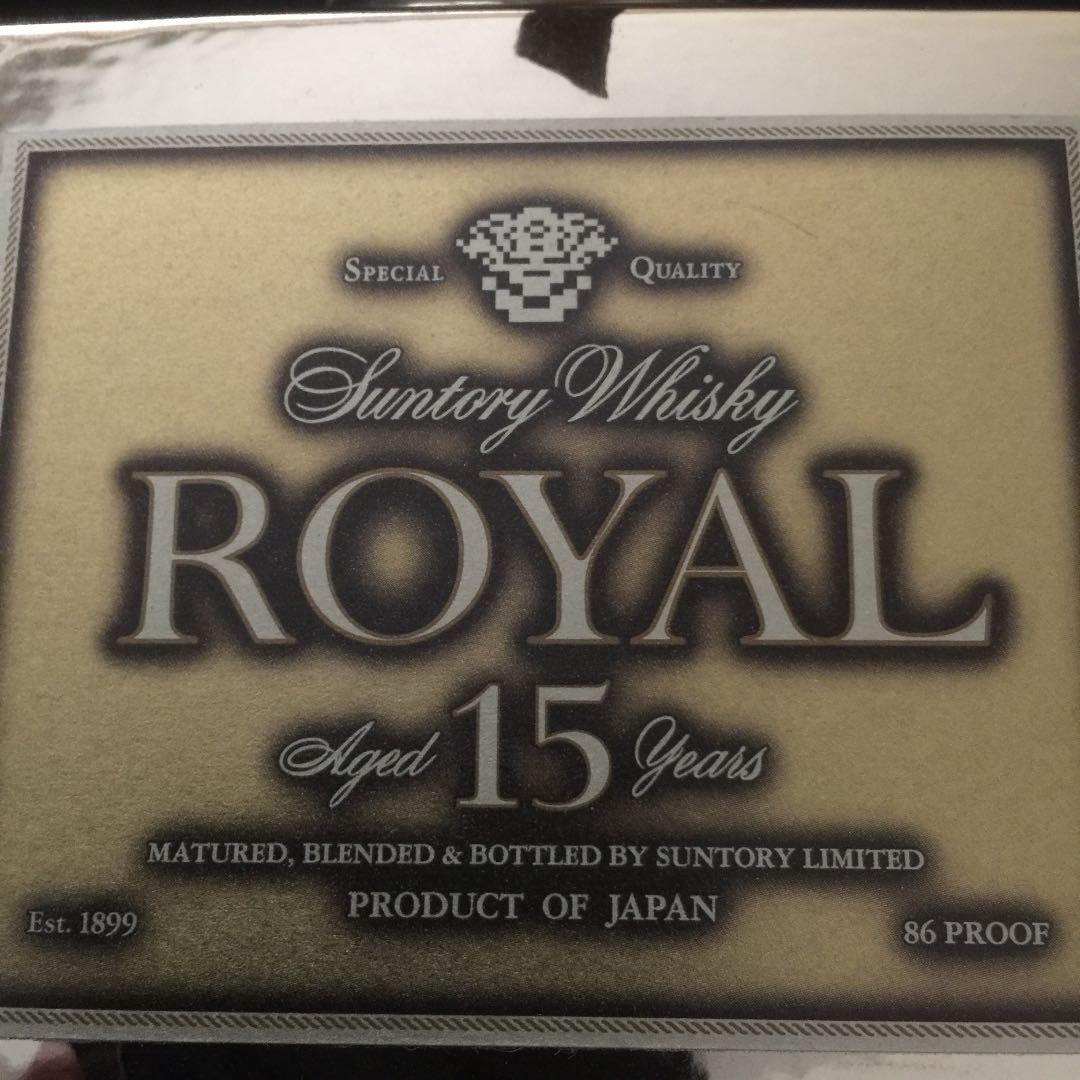 SPECIAL QUALITY
Suntory Whisky
ROYAL
Aged 15 Years
MATURED, BLENDED & BOTTLED BY SUNTORY LIMITED
PRODUCT OF JAPAN
Est. 1899
86 PROOF